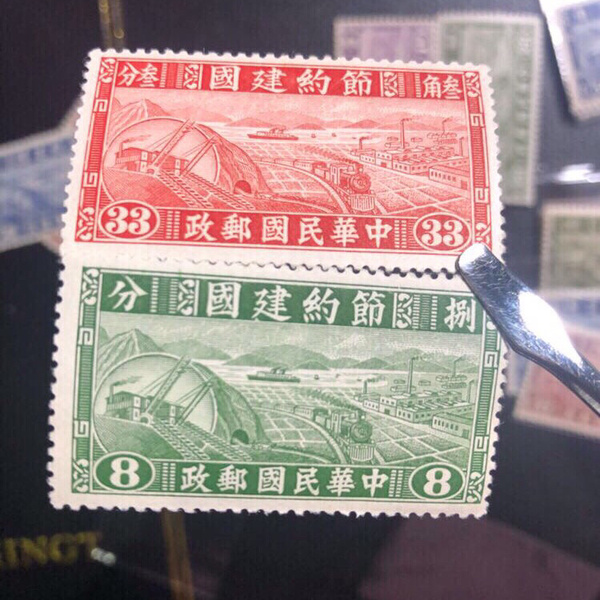 叁角 節約建國 叁分
33 中華民國郵政 33
捌 節約建國 分
8 中華民國郵政 8